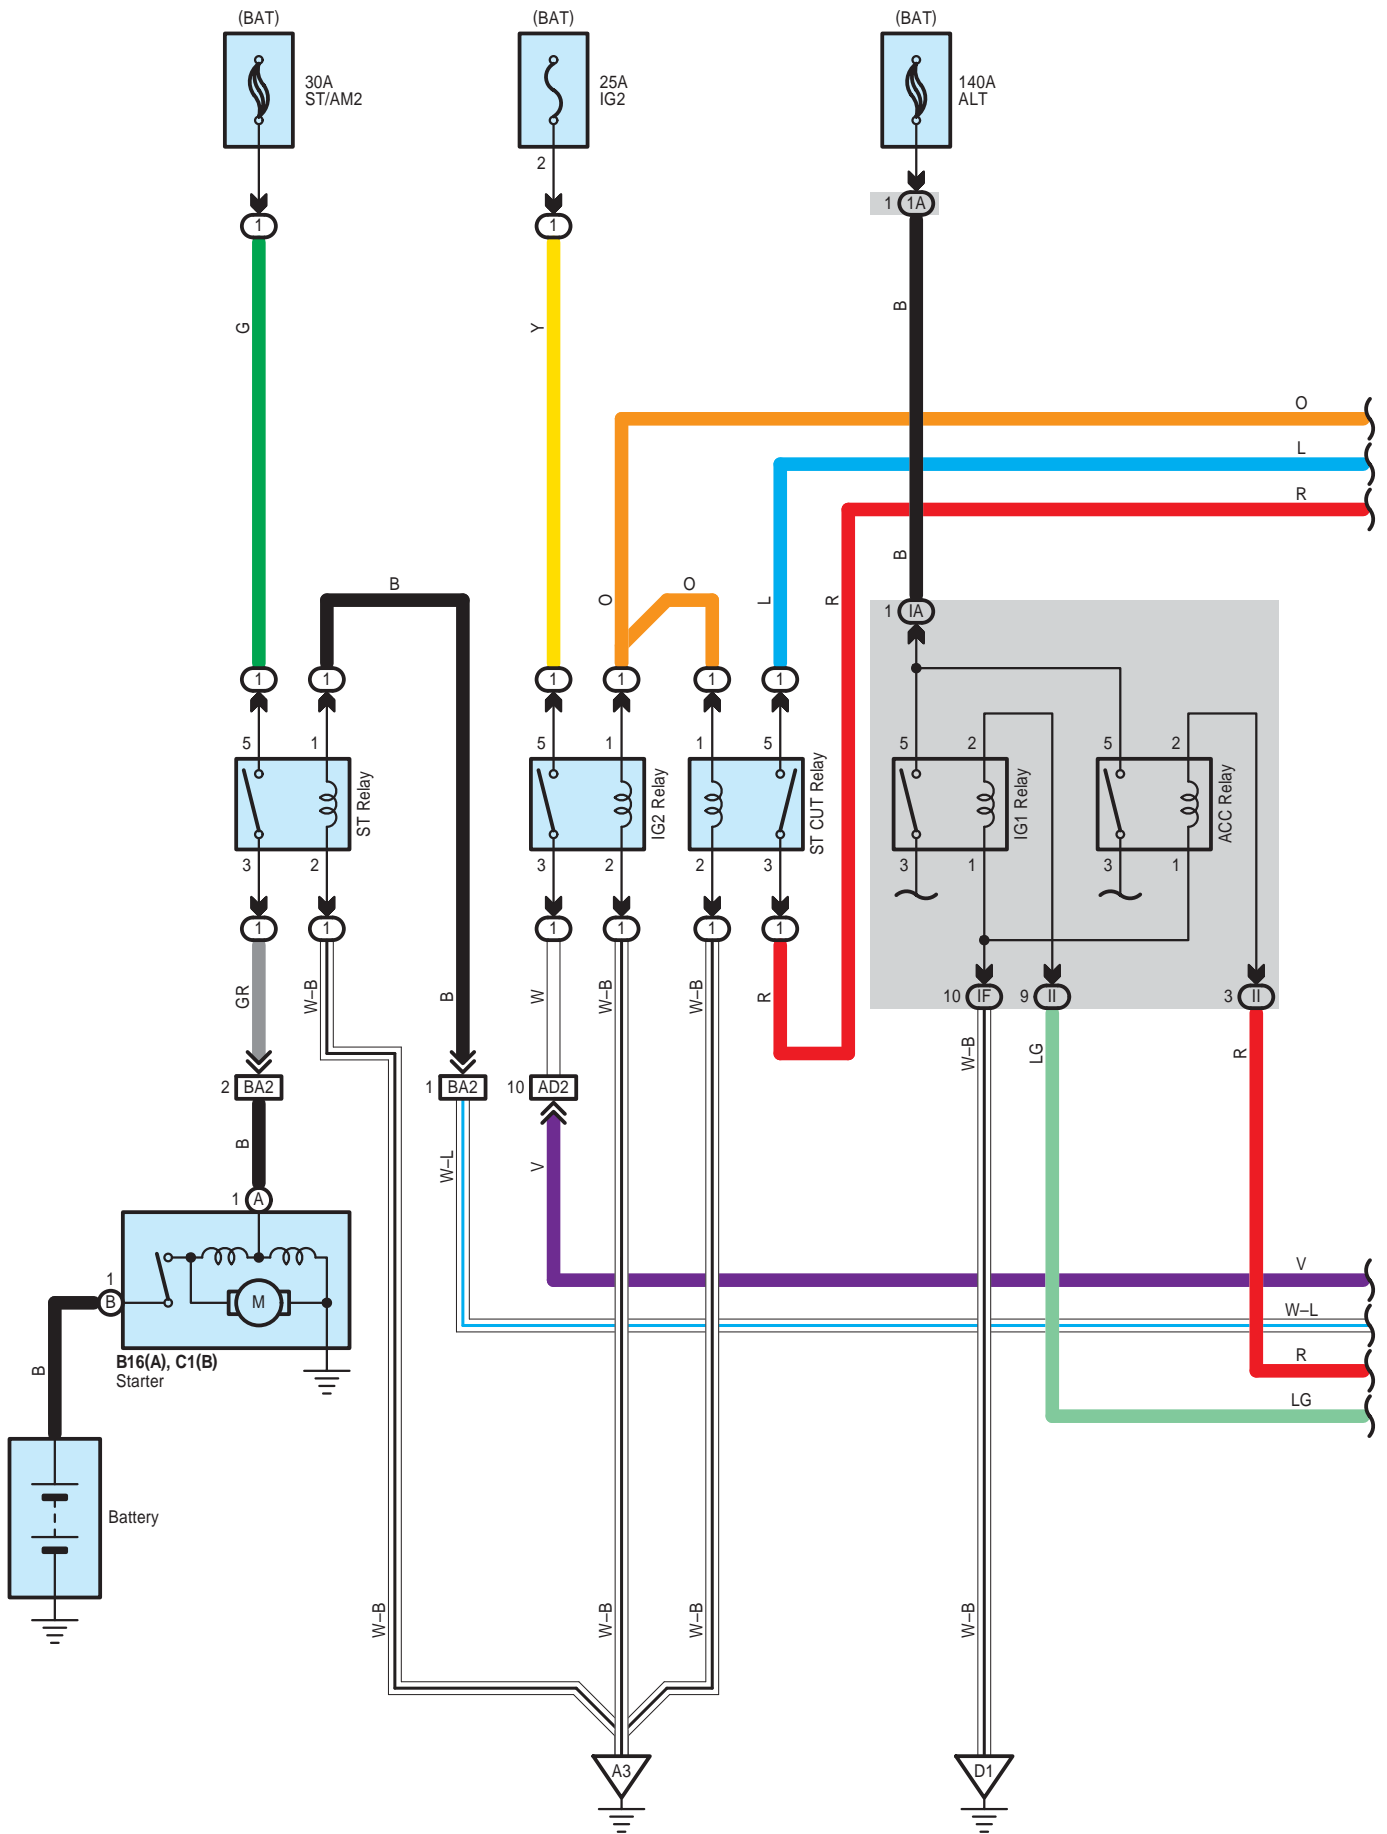 (BAT) (BAT) (BAT)
30A
ST/AM2
25A
IG2
140A
ALT
2
1 1 1 1A
G Y B
O
L
R
B O O L R B
1 IA
1 1 1 1 1 1
5 1 5 1 1 5 5 2 5 2
ST Relay IG2 Relay ST CUT Relay IG1 Relay ACC Relay
3 2 3 2 2 3 3 1 3 1
1 1 1 1 1 1
GR W–B B W W–B W–B R
10 IF 9 II 3 II
W–B LG R
2 BA2 1 BA2 10 AD2
B W–L V
1 A
1
B
M
B16(A), C1(B)
Starter
V
W–L
R
LG
B
Battery
W–B W–B W–B W–B
A3 D1